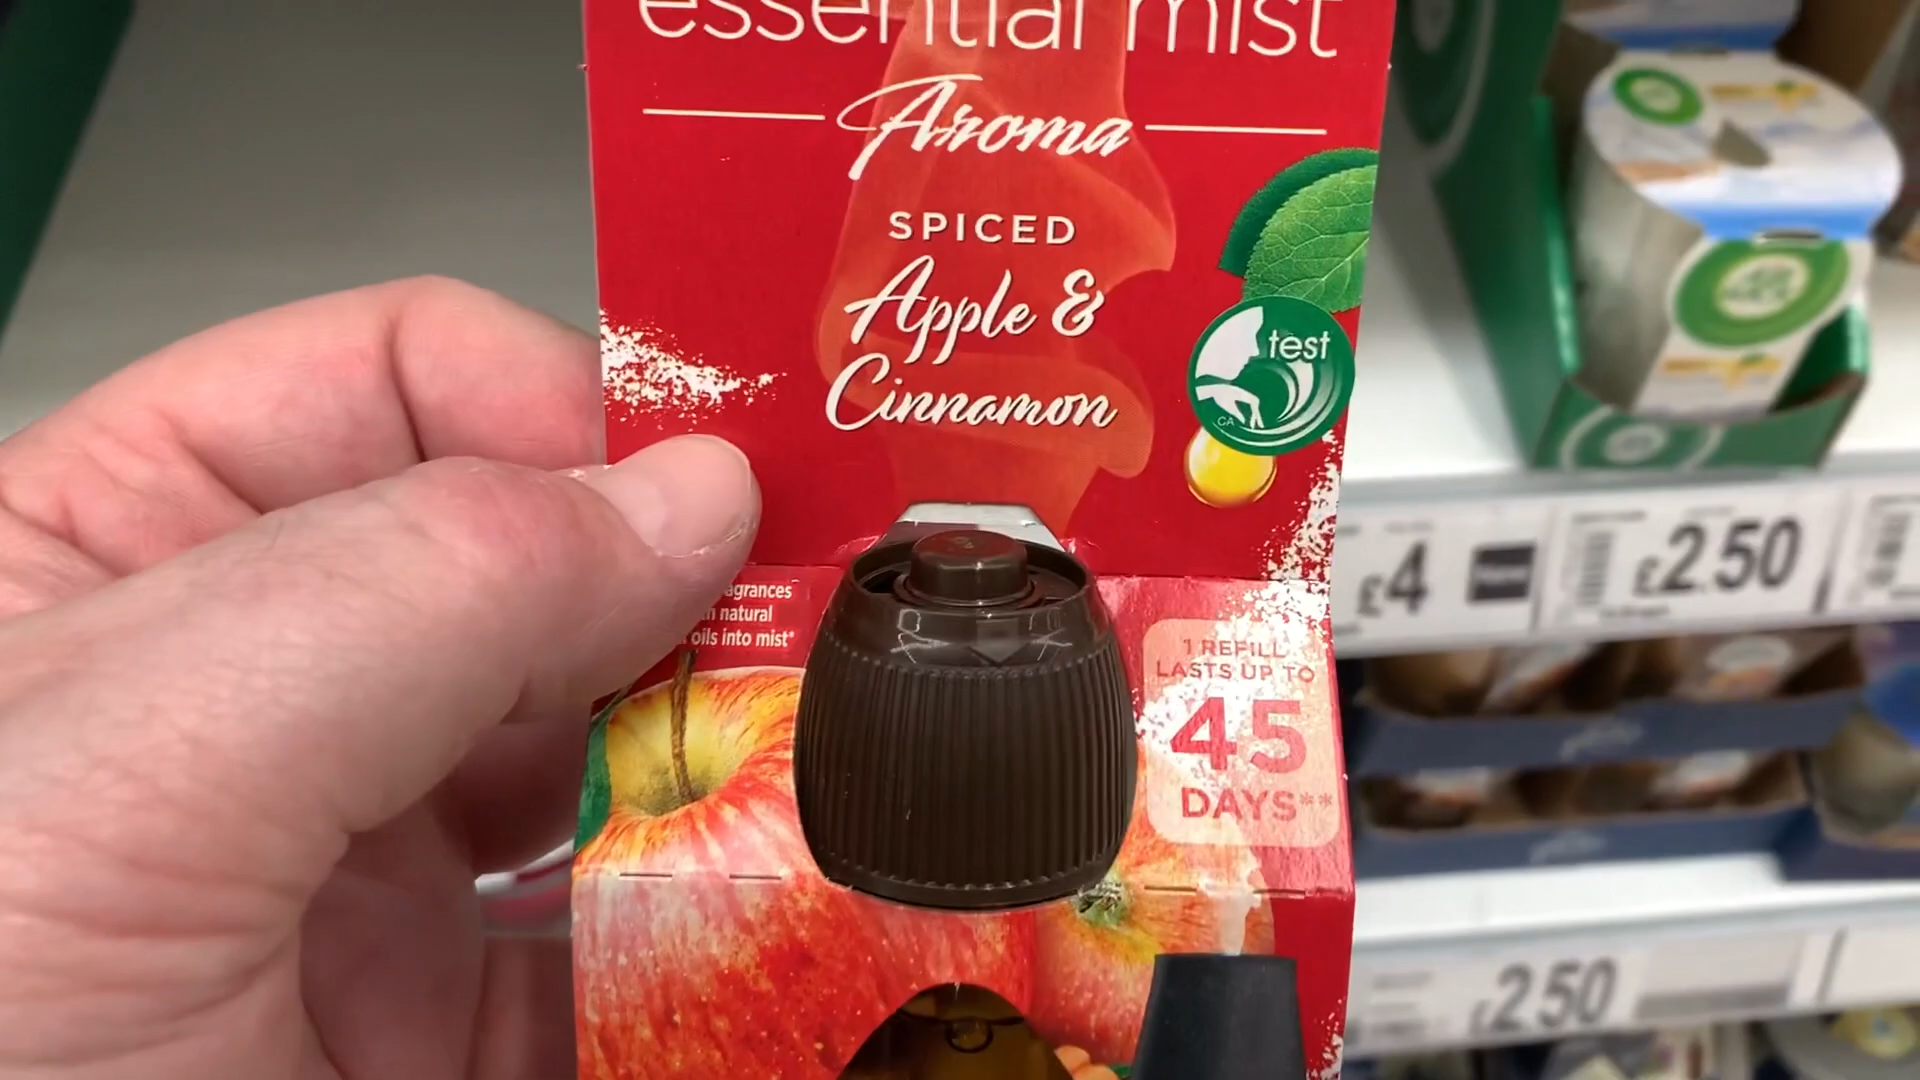 essential mist
Aroma
SPICED
Apple &
Cinnamon
test
CA
agrances
natural
oils into mist*
1 REFILL
LASTS UP TO
45
DAYS**
£4
£2.50
£2.50